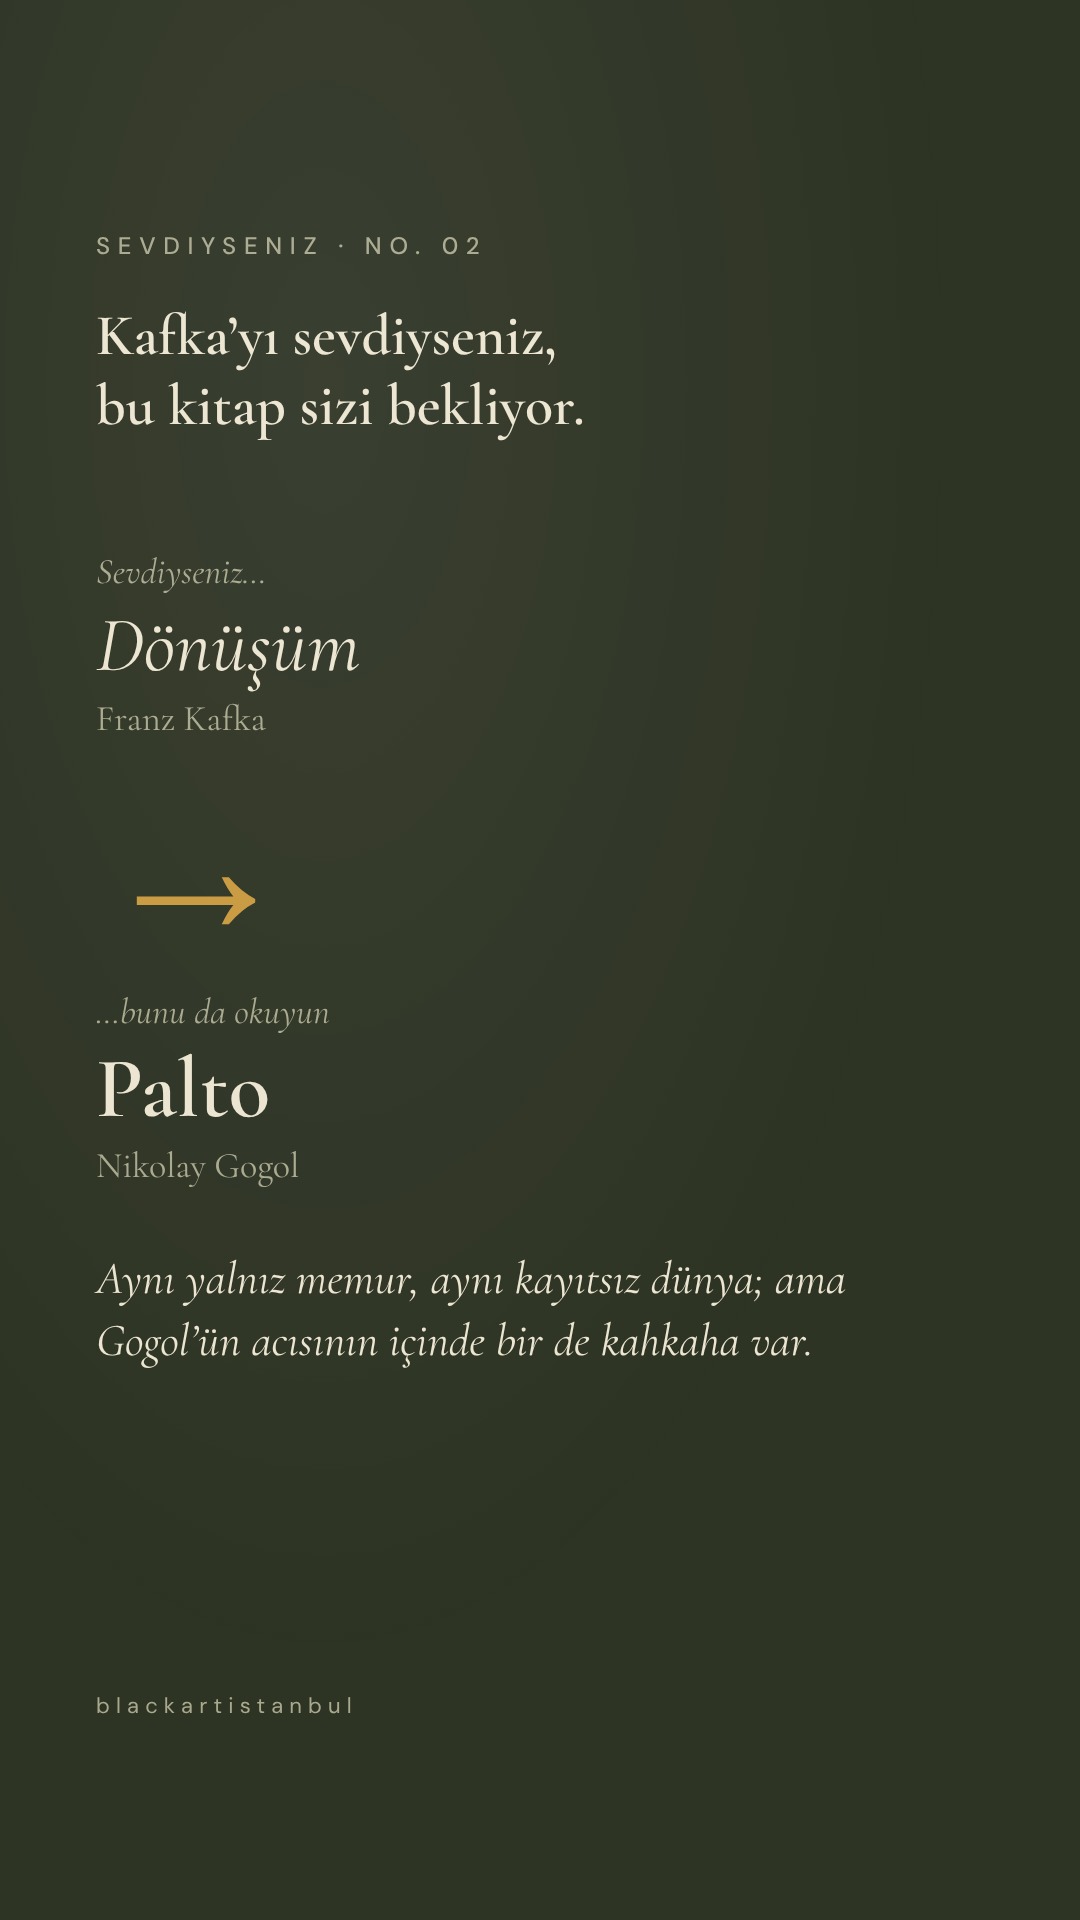 SEVDIYSENIZ · NO. 02
Kafka’yı sevdiyseniz,
bu kitap sizi bekliyor.
Sevdiyseniz...
Dönüşüm
Franz Kafka
→
...bunu da okuyun
Palto
Nikolay Gogol
Aynı yalnız memur, aynı kayıtsız dünya; ama
Gogol’ün acısının içinde bir de kahkaha var.
blackartistanbul